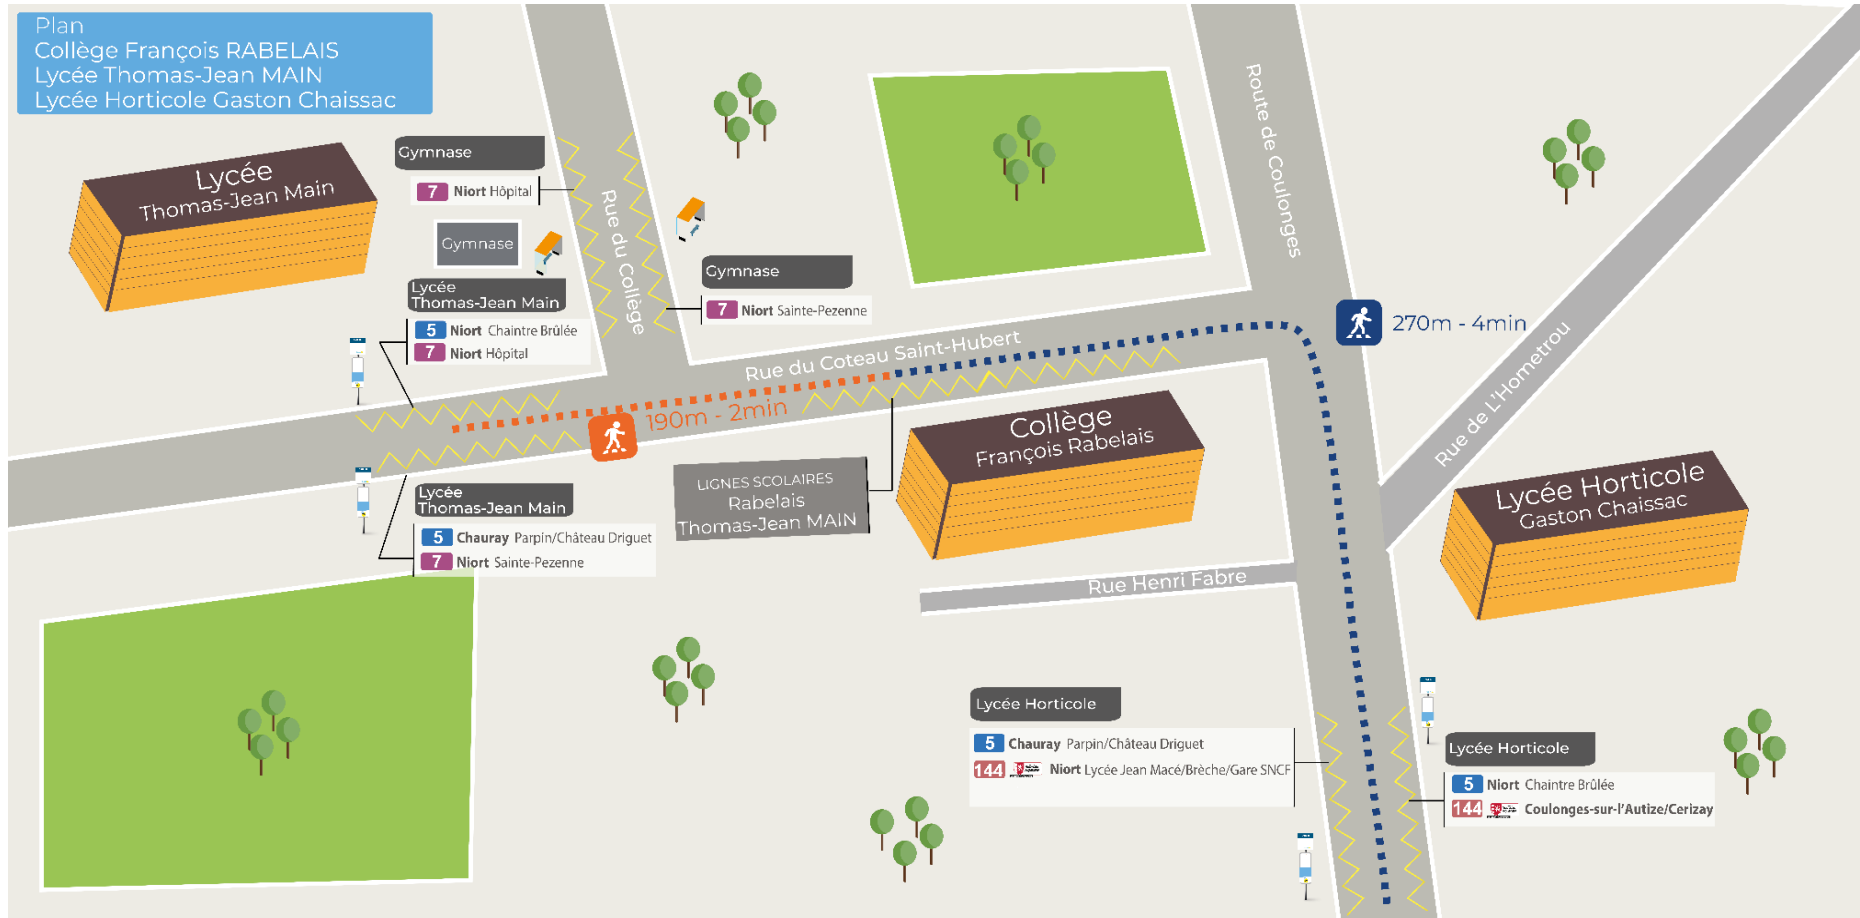 Plan
Collège François RABELAIS
Lycée Thomas-Jean MAIN
Lycée Horticole Gaston Chaissac
Lycée
Thomas-Jean Main
Gymnase
7 Niort Hôpital
Gymnase
Rue du Collège
Gymnase
7 Niort Sainte-Pezenne
Lycée
Thomas-Jean Main
5 Niort Chaintre Brûlée
7 Niort Hôpital
Route de Coulonges
270m - 4min
Rue du Coteau Saint-Hubert
190m - 2min
Rue de L'Hometrou
Collège
François Rabelais
LIGNES SCOLAIRES
Rabelais
Thomas-Jean MAIN
Lycée
Thomas-Jean Main
5 Chauray Parpin/Château Driguet
7 Niort Sainte-Pezenne
Lycée Horticole
Gaston Chaissac
Rue Henri Fabre
Lycée Horticole
5 Chauray Parpin/Château Driguet
144 Niort Lycée Jean Macé/Brèche/Gare SNCF
Lycée Horticole
5 Niort Chaintre Brûlée
144 Coulonges-sur-l'Autize/Cerizay